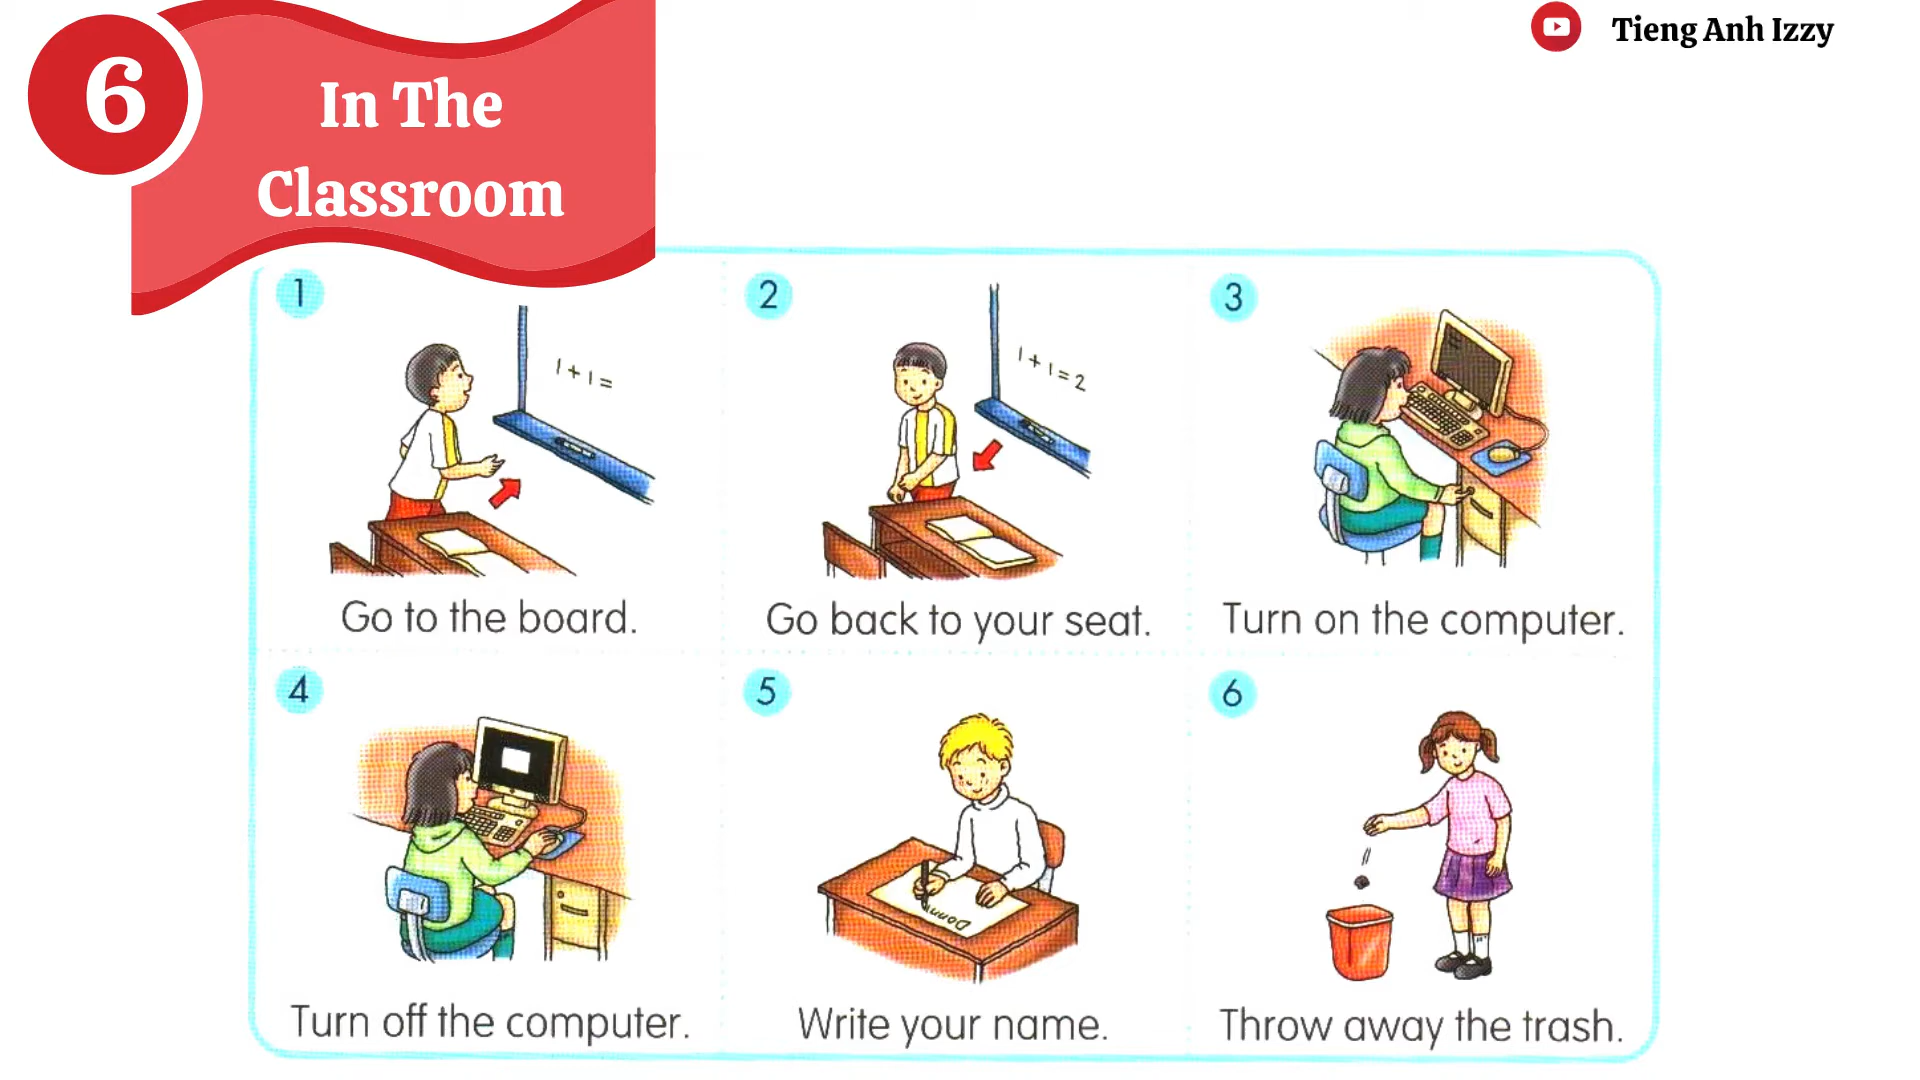 6
In The
Classroom
Tieng Anh Izzy
1
1+1=
Go to the board.
2
1+1=2
Go back to your seat.
3
Turn on the computer.
4
Turn off the computer.
5
Write your name.
6
Throw away the trash.